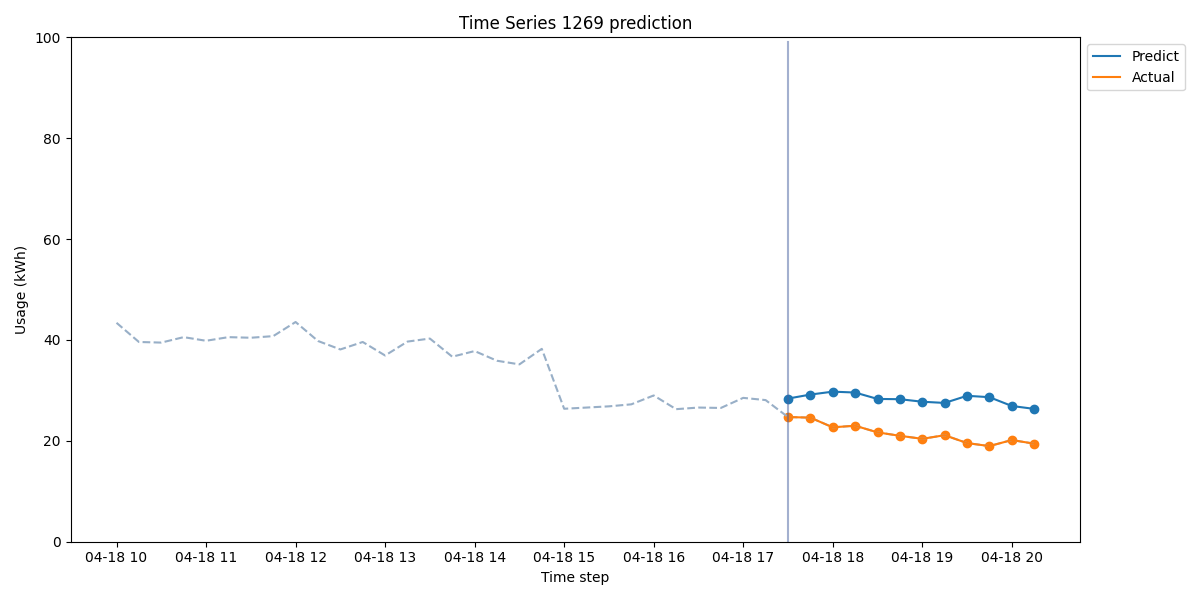 Time Series 1269 prediction
Predict
Actual
Usage (kWh)
100
80
60
40
20
0
04-18 10 04-18 11 04-18 12 04-18 13 04-18 14 04-18 15 04-18 16 04-18 17 04-18 18 04-18 19 04-18 20
Time step